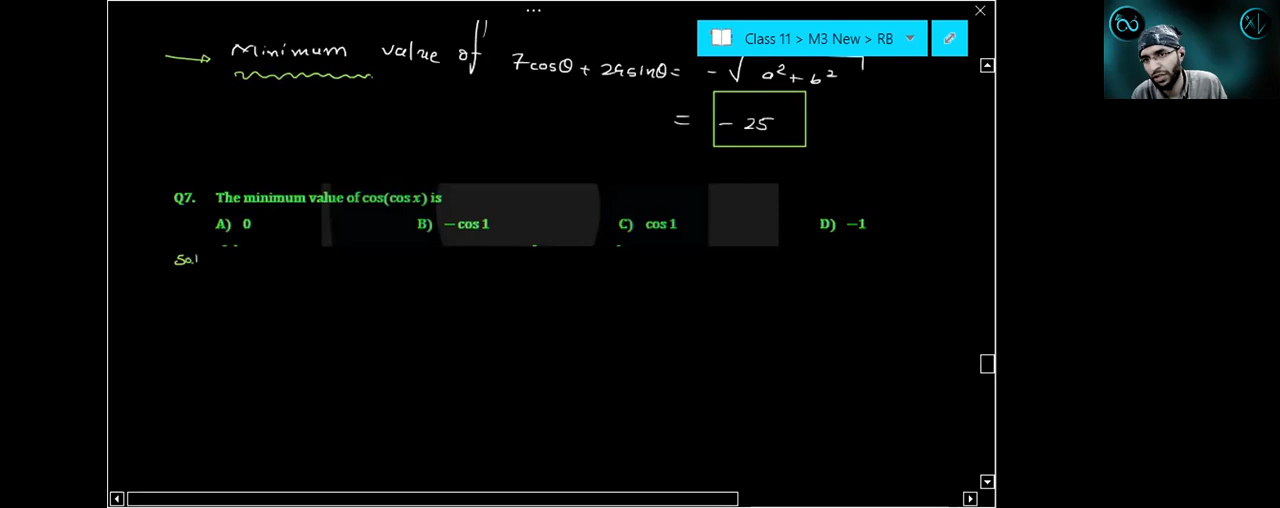 ...
Class 11 > M3 New > RB
Minimum value of 7cosθ + 24sinθ = - √ a² + b²
= - 25
Q7. The minimum value of cos(cos x) is
A) 0 B) − cos 1 C) cos 1 D) −1
Sol